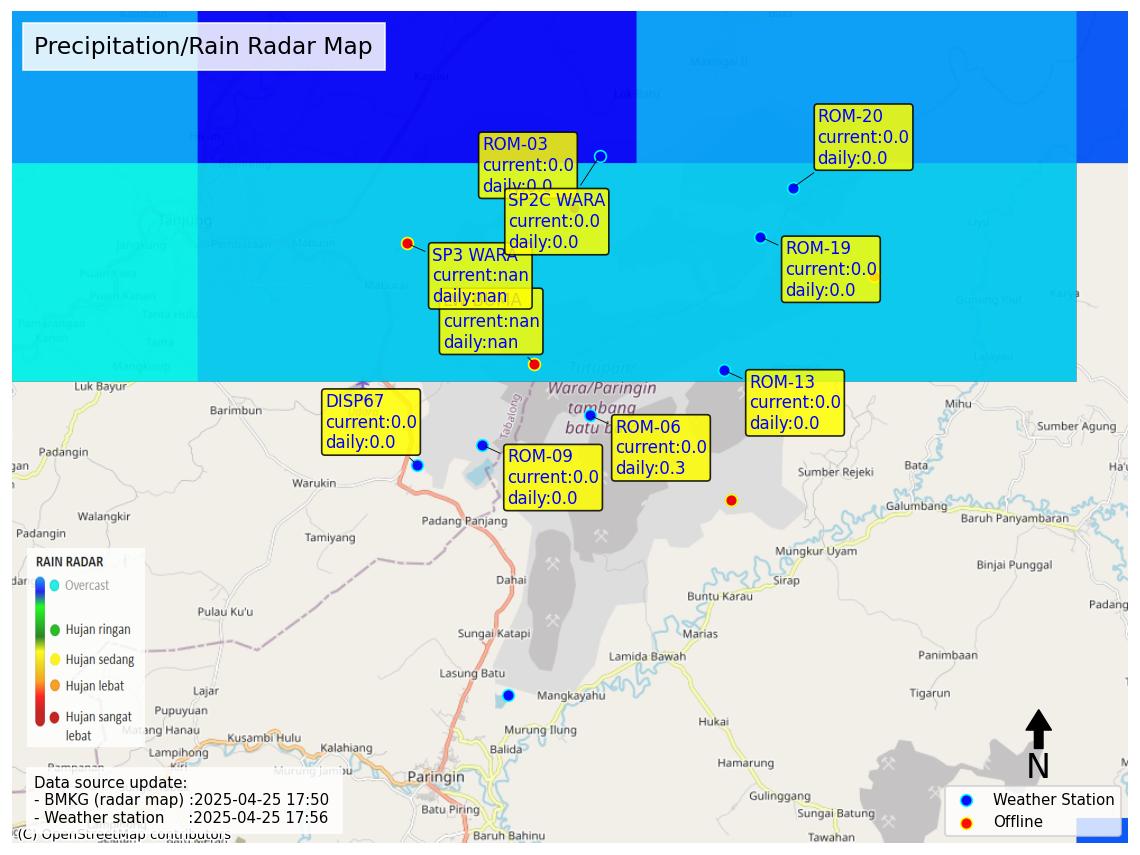 Precipitation/Rain Radar Map
ROM-20
current:0.0
daily:0.0
ROM-03
current:0.0
daily:0.0
SP2C WARA
current:0.0
daily:0.0
SP3 WARA
current:nan
daily:nan
current:nan
daily:nan
ROM-19
current:0.0
daily:0.0
ROM-13
current:0.0
daily:0.0
DISP67
current:0.0
daily:0.0
ROM-06
current:0.0
daily:0.3
ROM-09
current:0.0
daily:0.0
Tanjung
Mabuun
Maburai
Karya
Tutupan/
Wara/Paringin
tambang
Tabalong
Luk Bayur
Barimbun
Mihu
Sumber Agung
Padangin
Warukin
Sumber Rejeki
Bata
Galumbang
Baruh Panyambaran
Walangkir
Padangin
Tamiyang
Padang Panjang
Mungkur Uyam
Binjai Punggal
Sirap
Dahai
Buntu Karau
Padang
Pulau Ku'u
Sungai Katapi
Marias
Lamida Bawah
Panimbaan
Lasung Batu
Lajar
Mangkayahu
Tigarun
Pupuyuan
Matang Hanau
Murung Ilung
Hukai
Kusambi Hulu
Lampihong
Kalahiang
Balida
Hamarung
Murung Jambu
Paringin
Gulinggang
Batu Piring
Sungai Batung
Baruh Bahinu
Tawahan
RAIN RADAR
Overcast
Hujan ringan
Hujan sedang
Hujan lebat
Hujan sangat
lebat
Data source update:
- BMKG (radar map) :2025-04-25 17:50
- Weather station :2025-04-25 17:56
(C) OpenStreetMap contributors
N
Weather Station
Offline